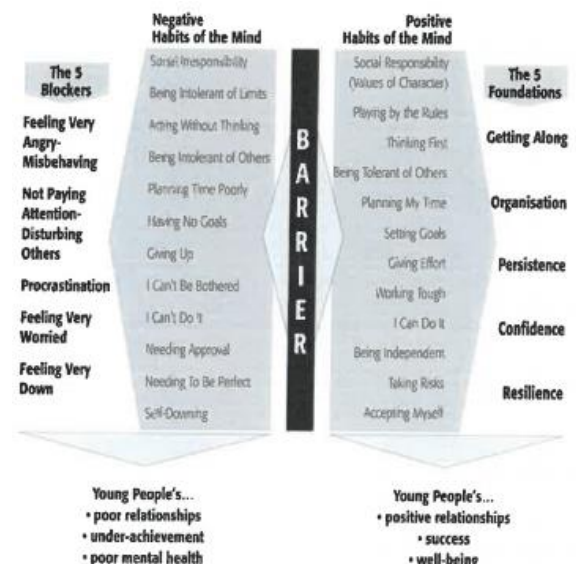 Negative
Habits of the Mind
Positive
Habits of the Mind
The 5
Blockers
Feeling Very
Angry-
Misbehaving
Not Paying
Attention-
Disturbing
Others
Procrastination
Feeling Very
Worried
Feeling Very
Down
Social Irresponsibility
Being Intolerant of Limits
Acting Without Thinking
Being Intolerant of Others
Planning Time Poorly
Having No Goals
Giving Up
I Can't Be Bothered
I Can't Do It
Needing Approval
Needing To Be Perfect
Self-Downing
BARRIER
Social Responsibility
(Values of Character)
Playing by the Rules
Thinking First
Being Tolerant of Others
Planning My Time
Setting Goals
Giving Effort
Working Tough
I Can Do It
Being Independent
Taking Risks
Accepting Myself
The 5
Foundations
Getting Along
Organisation
Persistence
Confidence
Resilience
Young People's...
• poor relationships
• under-achievement
• poor mental health
Young People's...
• positive relationships
• success
• well-being